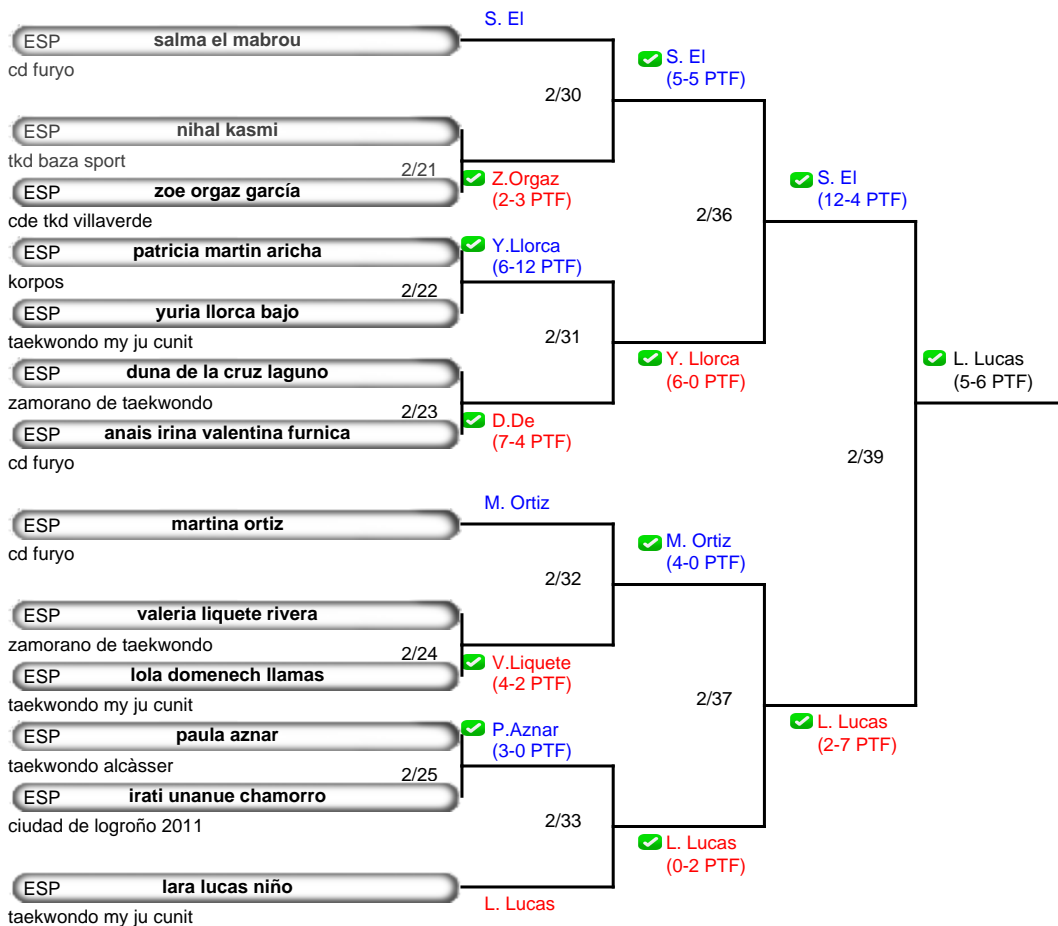 S. El
ESP salma el mabrou
cd furyo
S. El
(5-5 PTF)
2/30
ESP nihal kasmi
tkd baza sport
2/21
Z.Orgaz
(2-3 PTF)
ESP zoe orgaz garcía
cde tkd villaverde
S. El
(12-4 PTF)
2/36
ESP patricia martin aricha
korpos
Y.Llorca
(6-12 PTF)
2/22
ESP yuria llorca bajo
taekwondo my ju cunit
2/31
Y. Llorca
(6-0 PTF)
ESP duna de la cruz laguno
zamorano de taekwondo
2/23
D.De
(7-4 PTF)
ESP anais irina valentina furnica
cd furyo
L. Lucas
(5-6 PTF)
2/39
M. Ortiz
ESP martina ortiz
cd furyo
M. Ortiz
(4-0 PTF)
2/32
ESP valeria liquete rivera
zamorano de taekwondo
2/24
V.Liquete
(4-2 PTF)
ESP lola domenech llamas
taekwondo my ju cunit
2/37
L. Lucas
(2-7 PTF)
ESP paula aznar
taekwondo alcàsser
P.Aznar
(3-0 PTF)
2/25
ESP irati unanue chamorro
ciudad de logroño 2011
2/33
L. Lucas
(0-2 PTF)
ESP lara lucas niño
taekwondo my ju cunit
L. Lucas